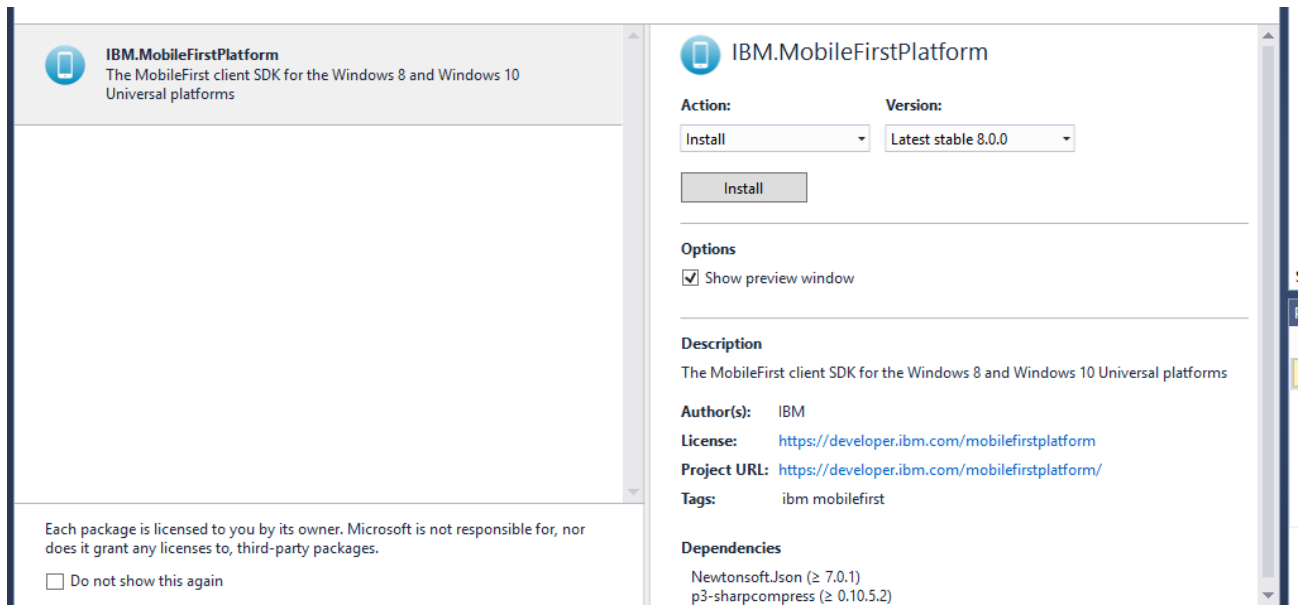 IBM.MobileFirstPlatform
The MobileFirst client SDK for the Windows 8 and Windows 10
Universal platforms
Each package is licensed to you by its owner. Microsoft is not responsible for, nor
does it grant any licenses to, third-party packages.
Do not show this again
IBM.MobileFirstPlatform
Action: Version:
Install Latest stable 8.0.0
Install
Options
Show preview window
Description
The MobileFirst client SDK for the Windows 8 and Windows 10 Universal platforms
Author(s): IBM
License: https://developer.ibm.com/mobilefirstplatform
Project URL: https://developer.ibm.com/mobilefirstplatform/
Tags: ibm mobilefirst
Dependencies
Newtonsoft.Json (≥ 7.0.1)
p3-sharpcompress (≥ 0.10.5.2)